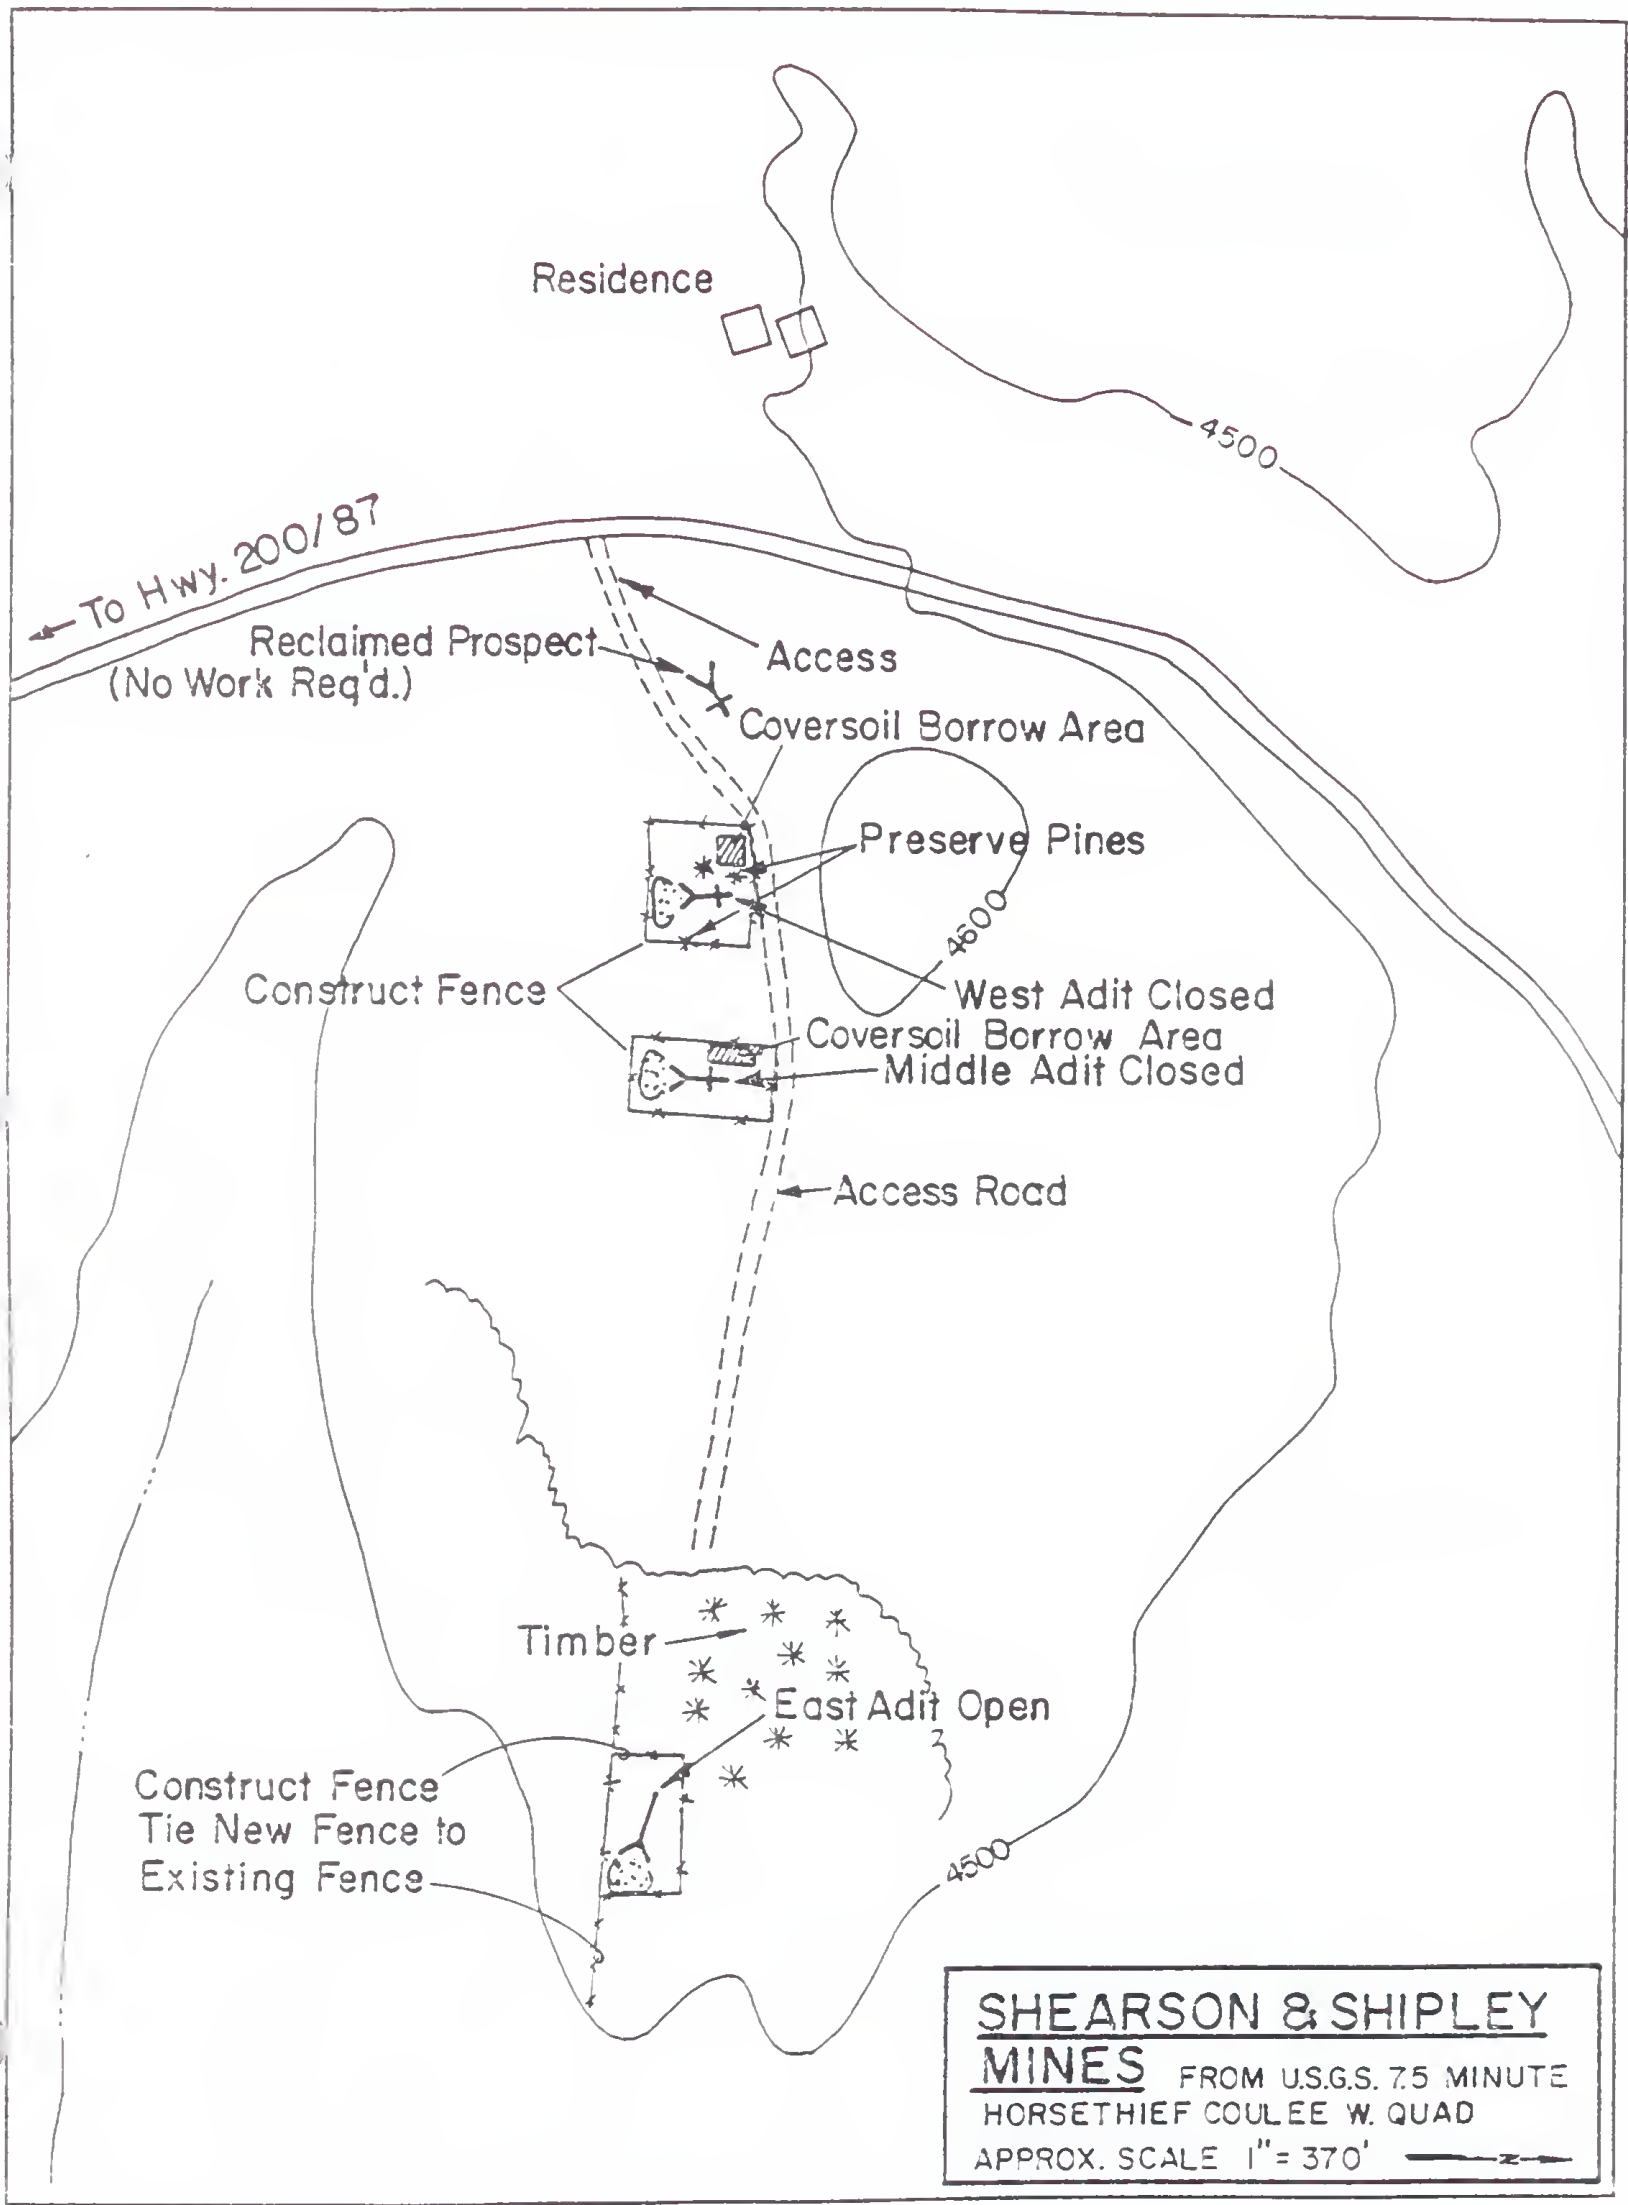 Residence
4500
← To Hwy. 200/87
Reclaimed Prospect
(No Work Req'd.)
Access
Coversoil Borrow Area
Preserve Pines
4600
Construct Fence
West Adit Closed
Coversoil Borrow Area
Middle Adit Closed
Access Road
Timber
East Adit Open
Construct Fence
Tie New Fence to
Existing Fence
4500
SHEARSON & SHIPLEY
MINES FROM U.S.G.S. 7.5 MINUTE
HORSETHIEF COULEE W. QUAD
APPROX. SCALE 1"= 370' N